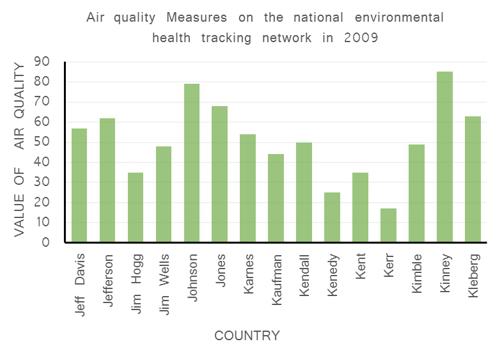 Air quality Measures on the national environmental
health tracking network in 2009
90
80
70
60
50
40
30
20
10
0
VALUE OF AIR QUALITY
Jeff Davis
Jefferson
Jim Hogg
Jim Wells
Johnson
Jones
Karnes
Kaufman
Kendall
Kenedy
Kent
Kerr
Kimble
Kinney
Kleberg
COUNTRY